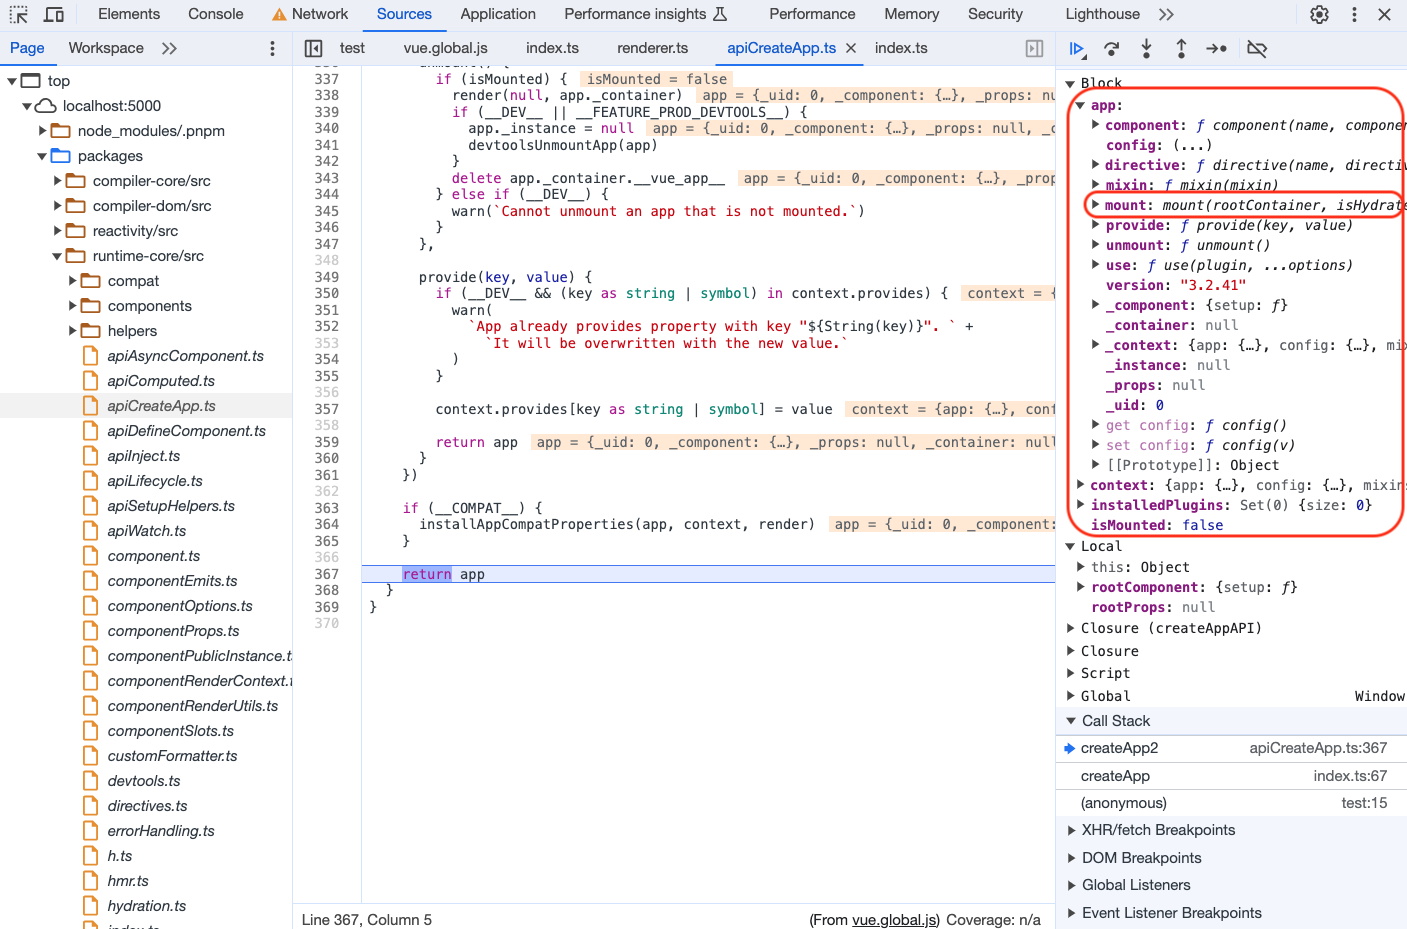 Elements Console Network Sources Application Performance insights Performance Memory Security Lighthouse
Page Workspace
test vue.global.js index.ts renderer.ts apiCreateApp.ts index.ts
top
localhost:5000
node_modules/.pnpm
packages
compiler-core/src
compiler-dom/src
reactivity/src
runtime-core/src
compat
components
helpers
apiAsyncComponent.ts
apiComputed.ts
apiCreateApp.ts
apiDefineComponent.ts
apiInject.ts
apiLifecycle.ts
apiSetupHelpers.ts
apiWatch.ts
component.ts
componentEmits.ts
componentOptions.ts
componentProps.ts
componentPublicInstance.t
componentRenderContext.t
componentRenderUtils.ts
componentSlots.ts
customFormatter.ts
devtools.ts
directives.ts
errorHandling.ts
h.ts
hmr.ts
hydration.ts
index.ts
unmount() {
337 if (isMounted) { isMounted = false
338 render(null, app._container) app = {_uid: 0, _component: {…}, _props: nu
339 if (__DEV__ || __FEATURE_PROD_DEVTOOLS__) {
340 app._instance = null app = {_uid: 0, _component: {…}, _props: null, _c
341 devtoolsUnmountApp(app)
342 }
343 delete app._container.__vue_app__ app = {_uid: 0, _component: {…}, _prop
344 } else if (__DEV__) {
345 warn(`Cannot unmount an app that is not mounted.`)
346 }
347 },
348
349 provide(key, value) {
350 if (__DEV__ && (key as string | symbol) in context.provides) { context = {
351 warn(
352 `App already provides property with key "${String(key)}". ` +
353 `It will be overwritten with the new value.`
354 )
355 }
356
357 context.provides[key as string | symbol] = value context = {app: {…}, conf
358
359 return app app = {_uid: 0, _component: {…}, _props: null, _container: null
360 }
361 })
362
363 if (__COMPAT__) {
364 installAppCompatProperties(app, context, render) app = {_uid: 0, _component:
365 }
366
367 return app
368 }
369 }
370
Line 367, Column 5 (From vue.global.js) Coverage: n/a
Block
app:
component: ƒ component(name, compone
config: (...)
directive: ƒ directive(name, directiv
mixin: ƒ mixin(mixin)
mount: mount(rootContainer, isHydrate
provide: ƒ provide(key, value)
unmount: ƒ unmount()
use: ƒ use(plugin, ...options)
version: "3.2.41"
_component: {setup: ƒ}
_container: null
_context: {app: {…}, config: {…}, mix
_instance: null
_props: null
_uid: 0
get config: ƒ config()
set config: ƒ config(v)
[[Prototype]]: Object
context: {app: {…}, config: {…}, mixins
installedPlugins: Set(0) {size: 0}
isMounted: false
Local
this: Object
rootComponent: {setup: ƒ}
rootProps: null
Closure (createAppAPI)
Closure
Script
Global Window
Call Stack
createApp2 apiCreateApp.ts:367
createApp index.ts:67
(anonymous) test:15
XHR/fetch Breakpoints
DOM Breakpoints
Global Listeners
Event Listener Breakpoints